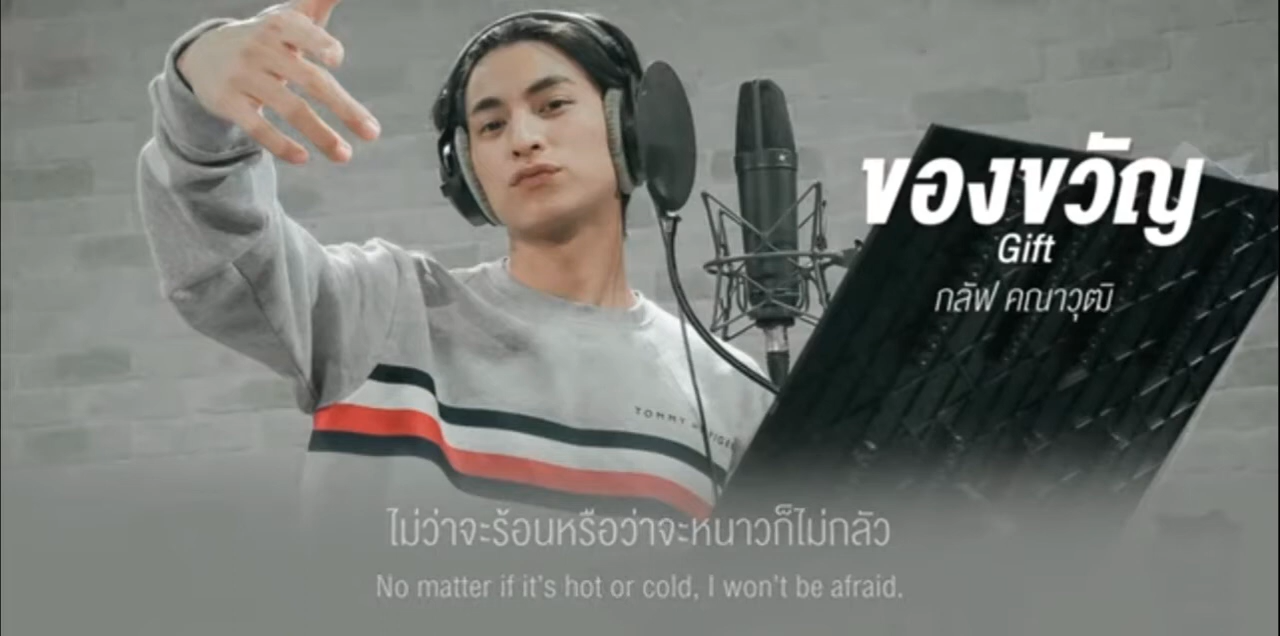 ของขวัญ
Gift
กลัฟ คณาวุฒิ
TOMMY HILFIGER
ไม่ว่าจะร้อนหรือว่าจะหนาวก็ไม่กลัว
No matter if it's hot or cold, I won't be afraid.